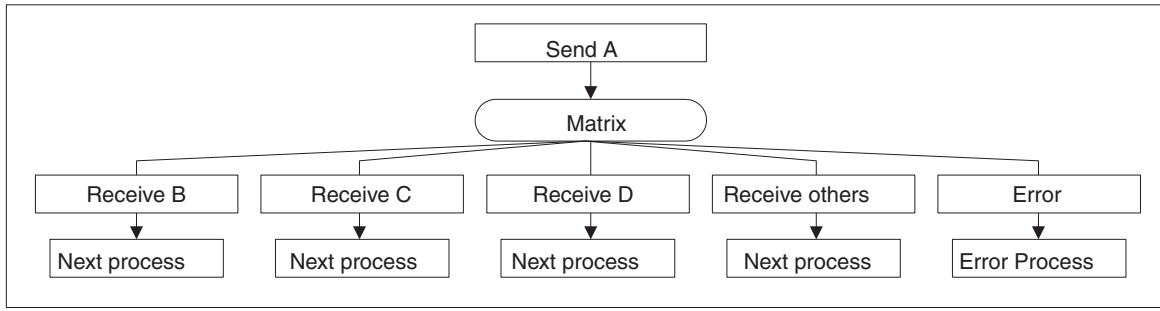 Send A
Matrix
Receive B
Receive C
Receive D
Receive others
Error
Next process
Next process
Next process
Next process
Error Process